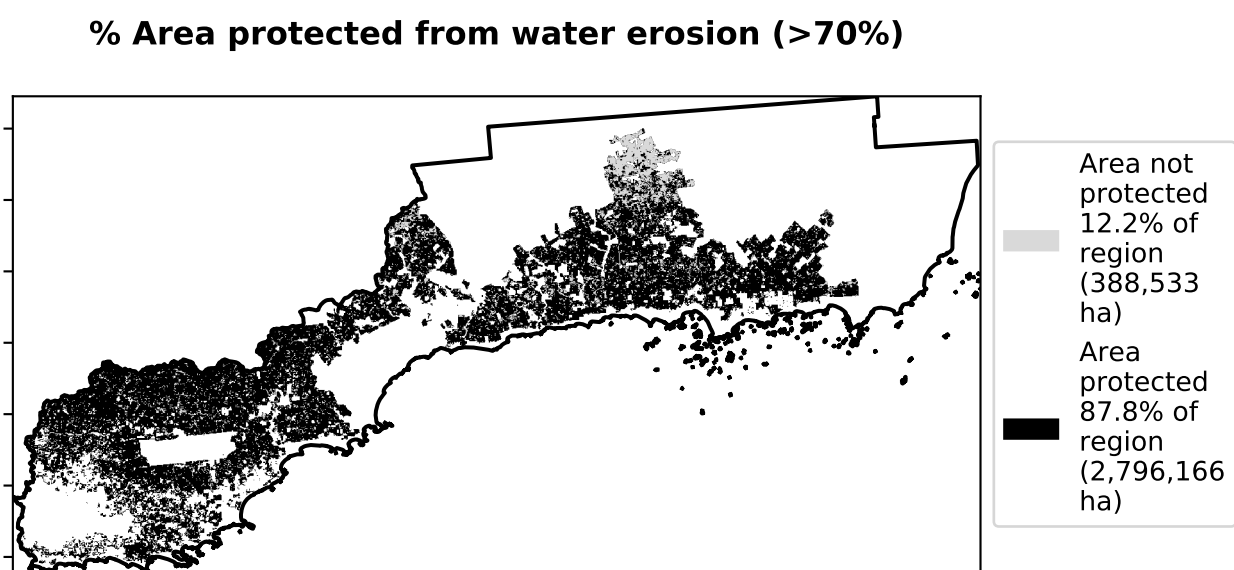 % Area protected from water erosion (>70%)
Area not
protected
12.2% of
region
(388,533
ha)
Area
protected
87.8% of
region
(2,796,166
ha)